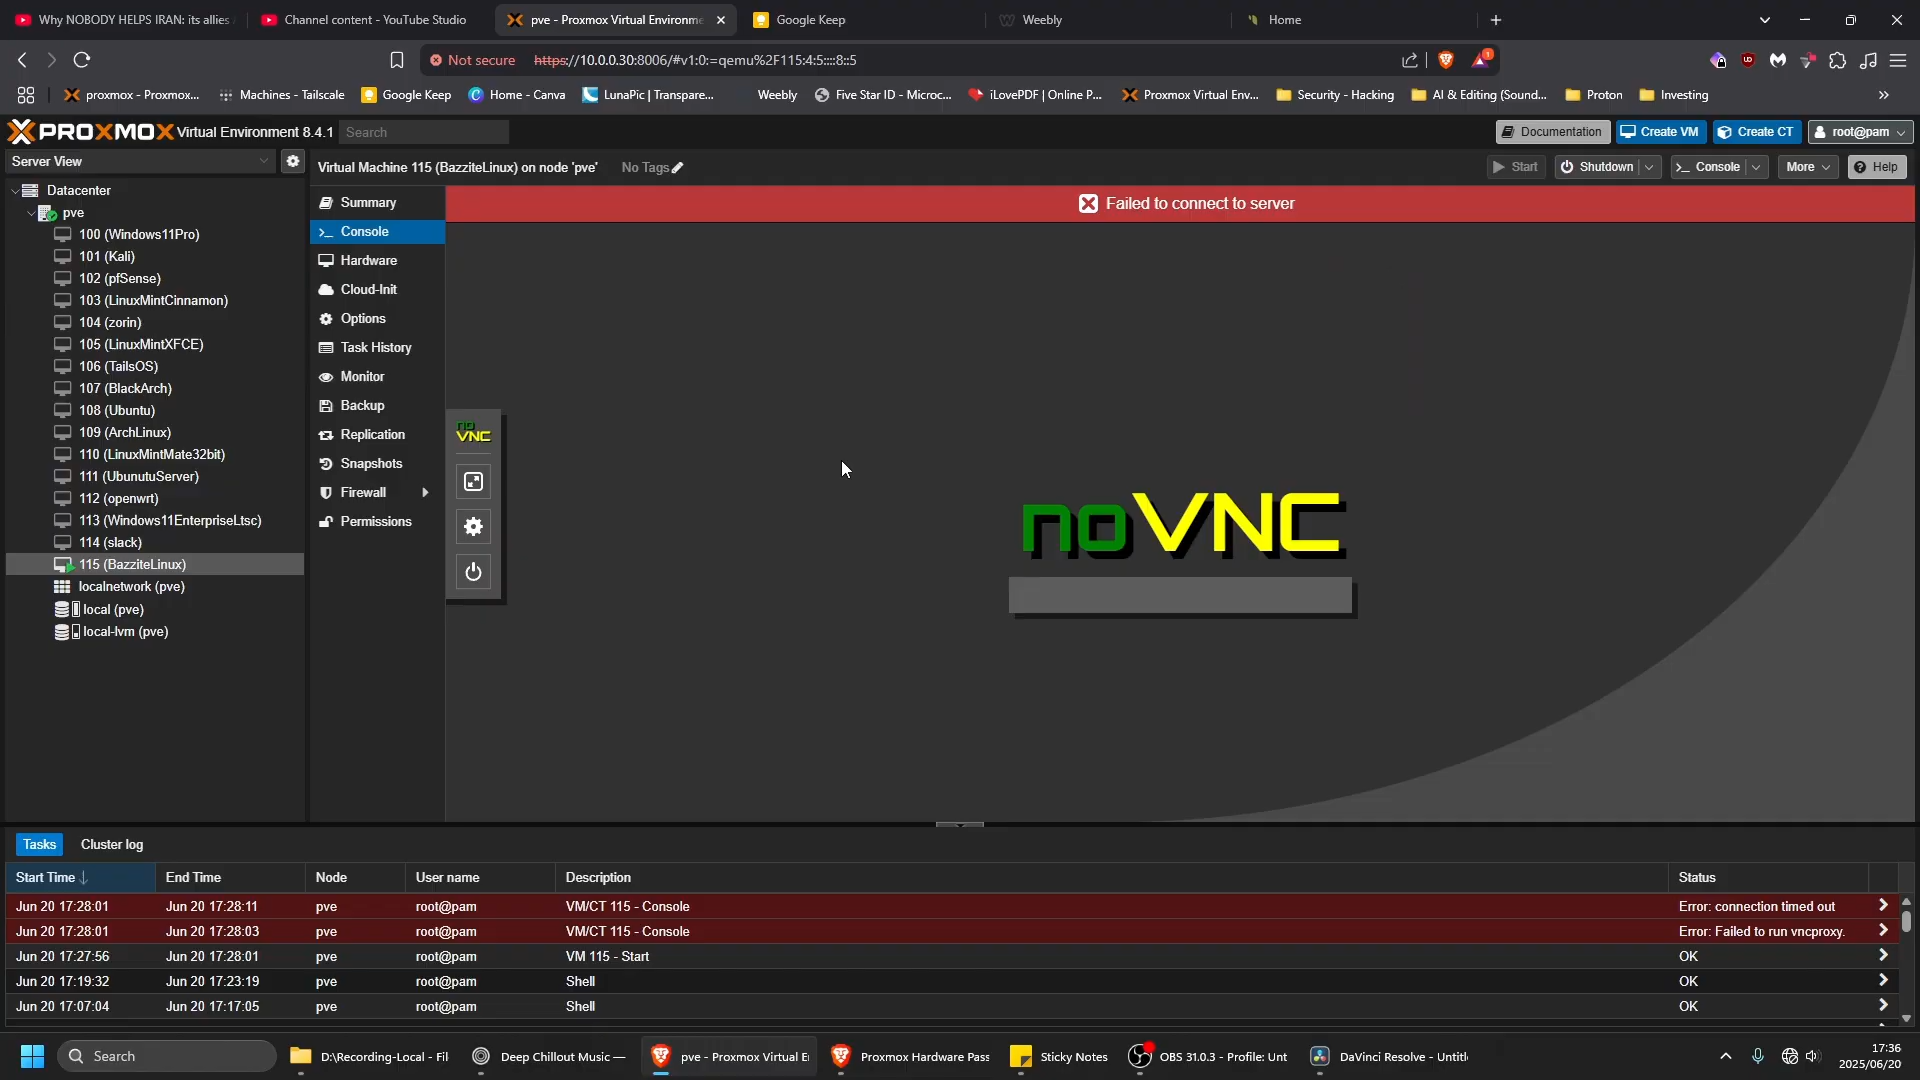 Why NOBODY HELPS IRAN: its allies
Channel content - YouTube Studio
pve - Proxmox Virtual Environme
Google Keep
Weebly
Home
Not secure
https://10.0.0.30:8006/#v1:0:=qemu%2F115:4:5::::8::5
1
proxmox - Proxmox...
Machines - Tailscale
Google Keep
Home - Canva
LunaPic | Transpare...
Weebly
Five Star ID - Microc...
iLovePDF | Online P...
Proxmox Virtual Env...
Security - Hacking
AI & Editing (Sound...
Proton
Investing
PROXMOX Virtual Environment 8.4.1
Search
Documentation
Create VM
Create CT
root@pam
Server View
Virtual Machine 115 (BazziteLinux) on node 'pve'
No Tags
Start
Shutdown
Console
More
Help
Datacenter
pve
100 (Windows11Pro)
101 (Kali)
102 (pfSense)
103 (LinuxMintCinnamon)
104 (zorin)
105 (LinuxMintXFCE)
106 (TailsOS)
107 (BlackArch)
108 (Ubuntu)
109 (ArchLinux)
110 (LinuxMintMate32bit)
111 (UbunutuServer)
112 (openwrt)
113 (Windows11EnterpriseLtsc)
114 (slack)
115 (BazziteLinux)
localnetwork (pve)
local (pve)
local-lvm (pve)
Summary
Console
Hardware
Cloud-Init
Options
Task History
Monitor
Backup
Replication
Snapshots
Firewall
Permissions
Failed to connect to server
no
VNC
noVNC
Tasks
Cluster log
Start Time
End Time
Node
User name
Description
Status
Jun 20 17:28:01
Jun 20 17:28:11
pve
root@pam
VM/CT 115 - Console
Error: connection timed out
Jun 20 17:28:01
Jun 20 17:28:03
pve
root@pam
VM/CT 115 - Console
Error: Failed to run vncproxy.
Jun 20 17:27:56
Jun 20 17:28:01
pve
root@pam
VM 115 - Start
OK
Jun 20 17:19:32
Jun 20 17:23:19
pve
root@pam
Shell
OK
Jun 20 17:07:04
Jun 20 17:17:05
pve
root@pam
Shell
OK
Search
D:\Recording-Local - Fil
Deep Chillout Music —
pve - Proxmox Virtual E
Proxmox Hardware Pass
Sticky Notes
OBS 31.0.3 - Profile: Unt
DaVinci Resolve - Untitl
17:36
2025/06/20